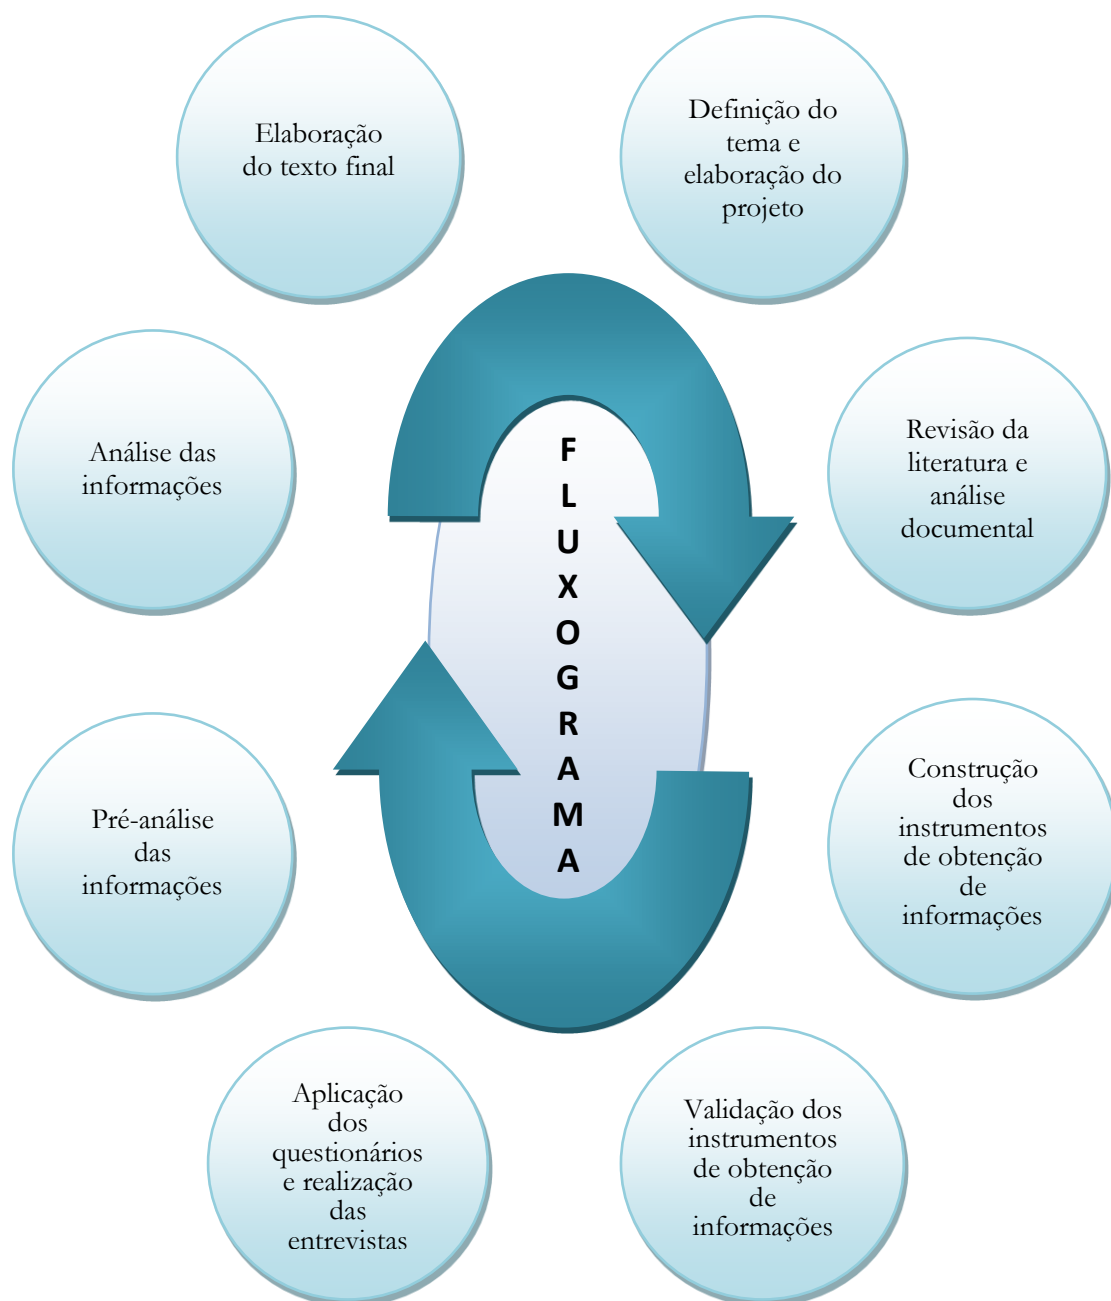 Elaboração
do texto final
Definição do
tema e
elaboração do
projeto
Análise das
informações
F
L
U
X
O
G
R
A
M
A
Revisão da
literatura e
análise
documental
Pré-análise
das
informações
Construção
dos
instrumentos
de obtenção
de
informações
Aplicação
dos
questionários
e realização
das
entrevistas
Validação dos
instrumentos
de obtenção
de
informações